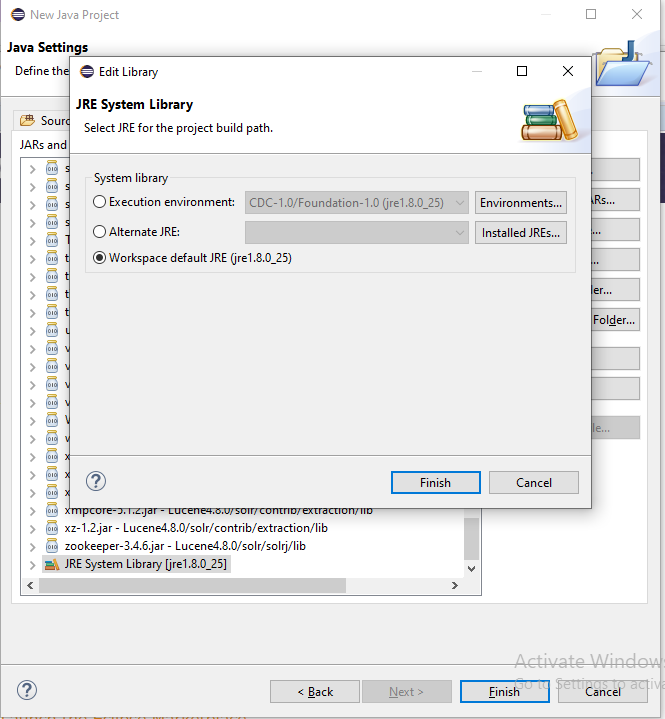 New Java Project
Java Settings
Define the
Edit Library
JRE System Library
Select JRE for the project build path.
Sourc
JARs and
System library
Execution environment: CDC-1.0/Foundation-1.0 (jre1.8.0_25) Environments...
Alternate JRE: Installed JREs...
Workspace default JRE (jre1.8.0_25)
ARs...
Folder...
Finish Cancel
xmpcore-5.1.2.jar - Lucene4.8.0/solr/contrib/extraction/lib
xz-1.2.jar - Lucene4.8.0/solr/contrib/extraction/lib
zookeeper-3.4.6.jar - Lucene4.8.0/solr/solrj/lib
JRE System Library [jre1.8.0_25]
Activate Windows
Go to Settings to activa
< Back Next > Finish Cancel